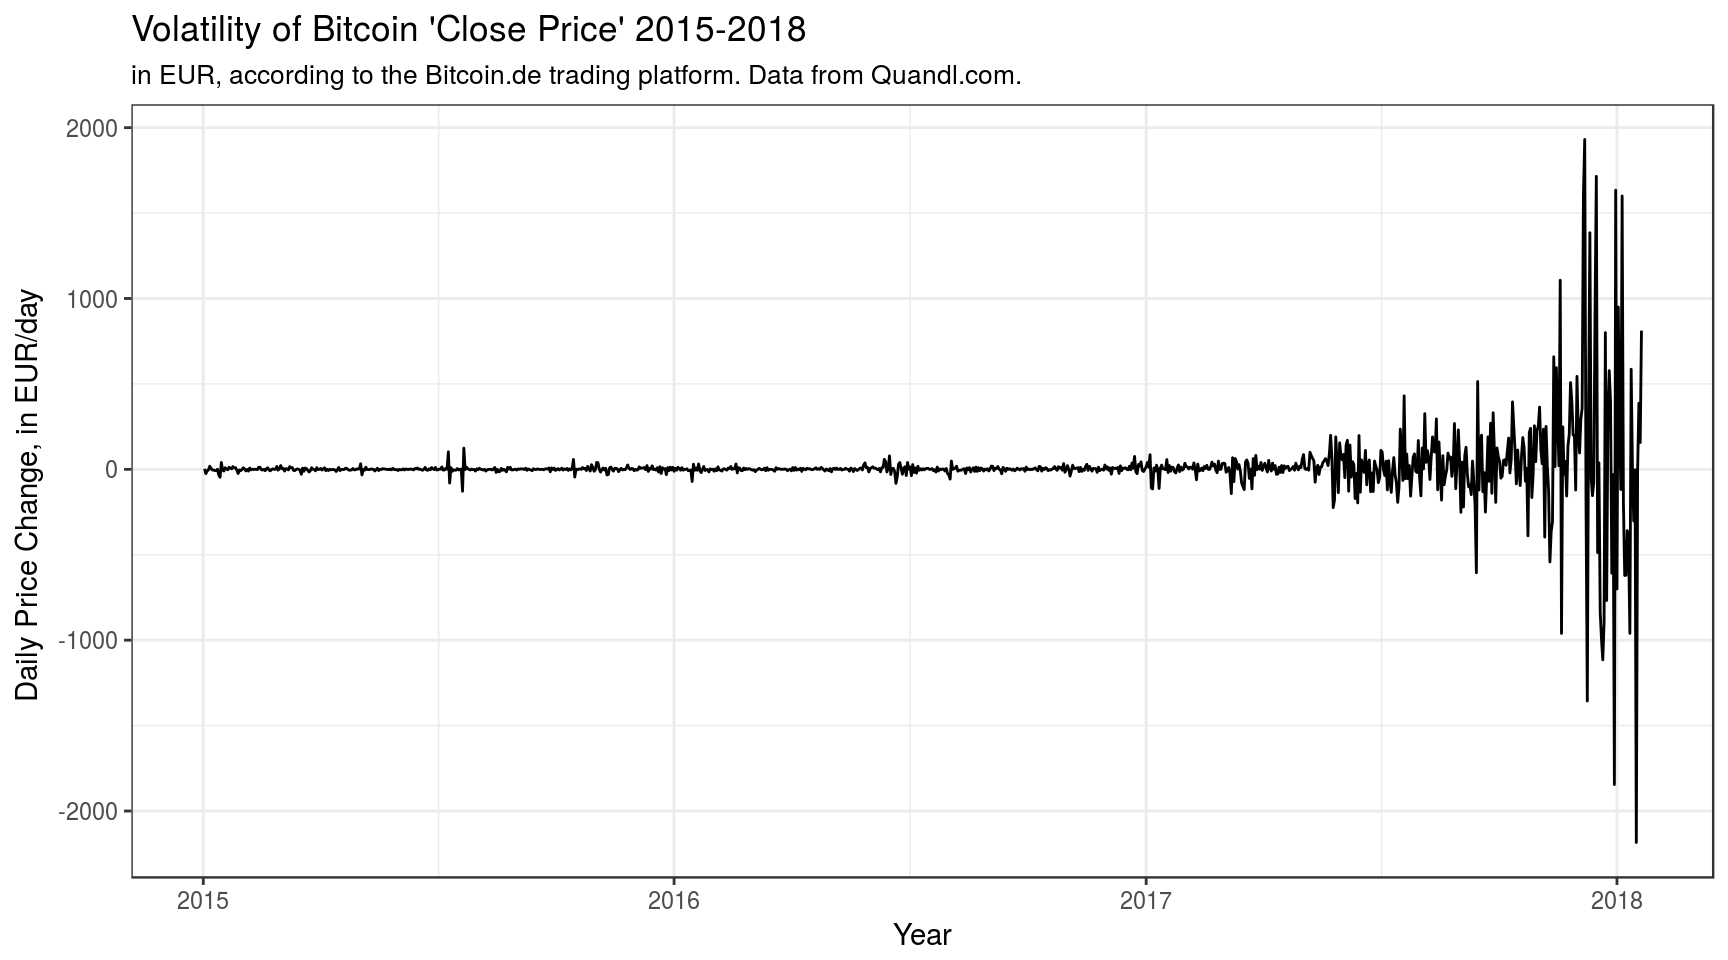 Volatility of Bitcoin 'Close Price' 2015-2018
in EUR, according to the Bitcoin.de trading platform. Data from Quandl.com.
Daily Price Change, in EUR/day
2000
1000
0
-1000
-2000
2015 2016 2017 2018
Year